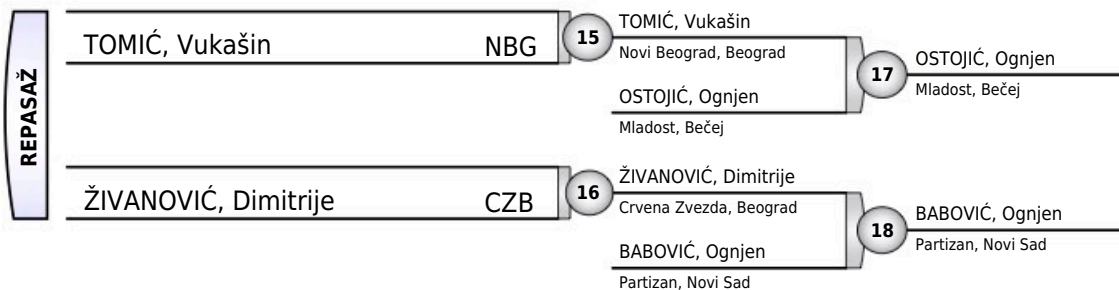 REPASAŽ
TOMIĆ, Vukašin NBG
15
TOMIĆ, Vukašin
Novi Beograd, Beograd
OSTOJIĆ, Ognjen
Mladost, Bečej
17
OSTOJIĆ, Ognjen
Mladost, Bečej
ŽIVANOVIĆ, Dimitrije CZB
16
ŽIVANOVIĆ, Dimitrije
Crvena Zvezda, Beograd
BABOVIĆ, Ognjen
Partizan, Novi Sad
18
BABOVIĆ, Ognjen
Partizan, Novi Sad